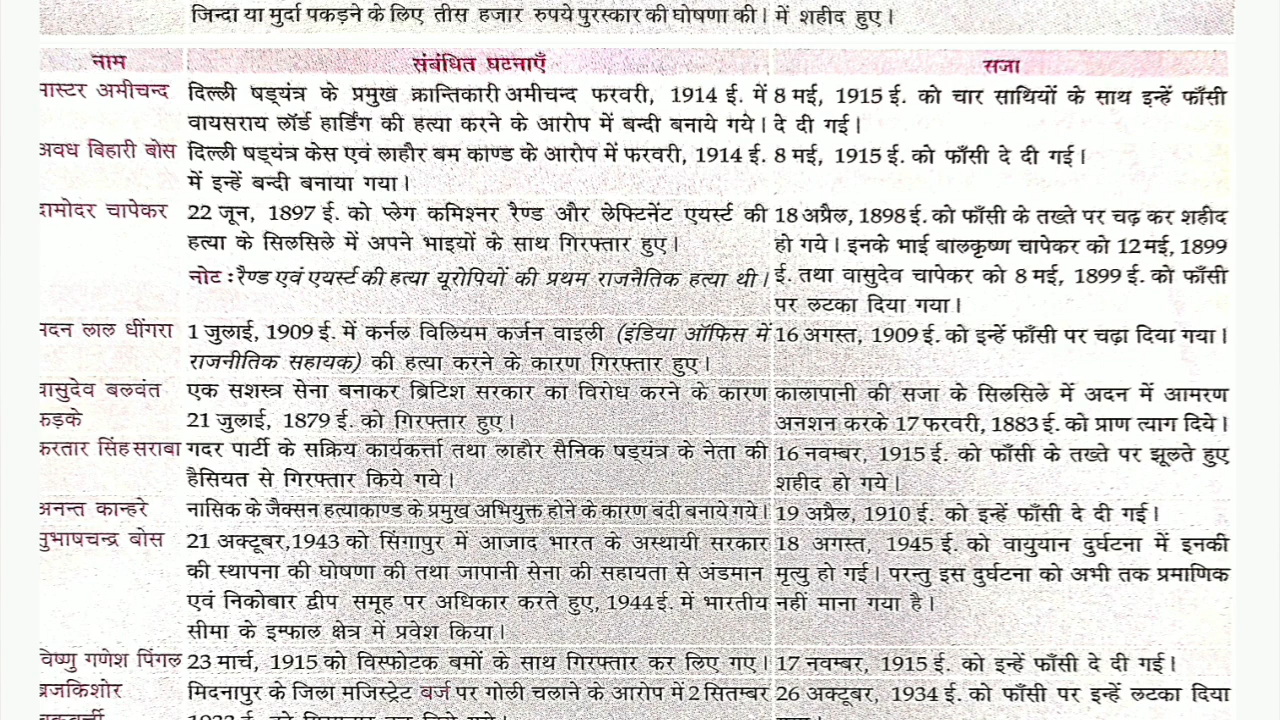 जिन्दा या मुर्दा पकड़ने के लिए तीस हजार रुपये पुरस्कार की घोषणा की। में शहीद हुए।
नाम संबंधित घटनाएँ सजा
मास्टर अमीचन्द दिल्ली षड्यंत्र के प्रमुख क्रान्तिकारी अमीचन्द फरवरी, 1914 ई. में 8 मई, 1915 ई. को चार साथियों के साथ इन्हें फाँसी
वायसराय लॉर्ड हार्डिंग की हत्या करने के आरोप में बन्दी बनाये गये। दे दी गई।
अवध बिहारी बोस दिल्ली षड्यंत्र केस एवं लाहौर बम काण्ड के आरोप में फरवरी, 1914 ई. 8 मई, 1915 ई. को फाँसी दे दी गई।
में इन्हें बन्दी बनाया गया।
दामोदर चापेकर 22 जून, 1897 ई. को प्लेग कमिश्नर रैण्ड और लेफ्टिनेंट एयर्स्ट की 18 अप्रैल, 1898 ई. को फाँसी के तख्ते पर चढ़ कर शहीद
हत्या के सिलसिले में अपने भाइयों के साथ गिरफ्तार हुए। हो गये। इनके भाई बालकृष्ण चापेकर को 12 मई, 1899
नोट : रैण्ड एवं एयर्स्ट की हत्या यूरोपियों की प्रथम राजनैतिक हत्या थी। ई. तथा वासुदेव चापेकर को 8 मई, 1899 ई. को फाँसी
पर लटका दिया गया।
मदन लाल धींगरा 1 जुलाई, 1909 ई. में कर्नल विलियम कर्जन वाइली (इंडिया ऑफिस में 16 अगस्त, 1909 ई. को इन्हें फाँसी पर चढ़ा दिया गया।
राजनीतिक सहायक) की हत्या करने के कारण गिरफ्तार हुए।
वासुदेव बलवंत एक सशस्त्र सेना बनाकर ब्रिटिश सरकार का विरोध करने के कारण कालापानी की सजा के सिलसिले में अदन में आमरण
फड़के 21 जुलाई, 1879 ई. को गिरफ्तार हुए। अनशन करके 17 फरवरी, 1883 ई. को प्राण त्याग दिये।
करतार सिंह सराबा गदर पार्टी के सक्रिय कार्यकर्त्ता तथा लाहौर सैनिक षड्यंत्र के नेता की 16 नवम्बर, 1915 ई. को फाँसी के तख्ते पर झूलते हुए
हैसियत से गिरफ्तार किये गये। शहीद हो गये।
अनन्त कान्हरे नासिक के जैक्सन हत्याकाण्ड के प्रमुख अभियुक्त होने के कारण बंदी बनाये गये। 19 अप्रैल, 1910 ई. को इन्हें फाँसी दे दी गई।
सुभाषचन्द्र बोस 21 अक्टूबर,1943 को सिंगापुर में आजाद भारत के अस्थायी सरकार 18 अगस्त, 1945 ई. को वायुयान दुर्घटना में इनकी
की स्थापना की घोषणा की तथा जापानी सेना की सहायता से अंडमान मृत्यु हो गई। परन्तु इस दुर्घटना को अभी तक प्रमाणिक
एवं निकोबार द्वीप समूह पर अधिकार करते हुए, 1944 ई. में भारतीय नहीं माना गया है।
सीमा के इम्फाल क्षेत्र में प्रवेश किया।
विष्णु गणेश पिंगल 23 मार्च, 1915 को विस्फोटक बमों के साथ गिरफ्तार कर लिए गए। 17 नवम्बर, 1915 ई. को इन्हें फाँसी दे दी गई।
ब्रजकिशोर मिदनापुर के जिला मजिस्ट्रेट बर्ज पर गोली चलाने के आरोप में 2 सितम्बर 26 अक्टूबर, 1934 ई. को फाँसी पर इन्हें लटका दिया